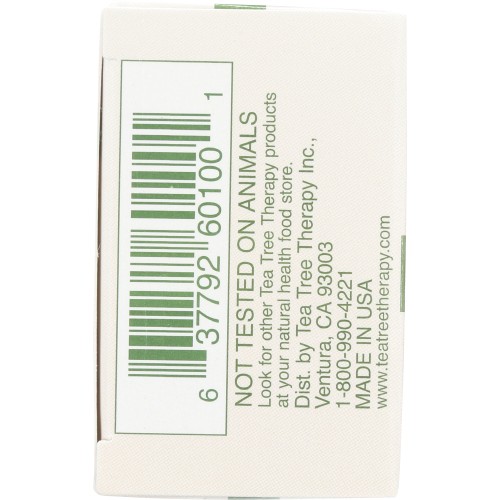 6 37792 60100 1
NOT TESTED ON ANIMALS
Look for other Tea Tree Therapy products
at your natural health food store.
Dist. by Tea Tree Therapy Inc.,
Ventura, CA 93003
1-800-990-4221
MADE IN USA
www.teatreetherapy.com